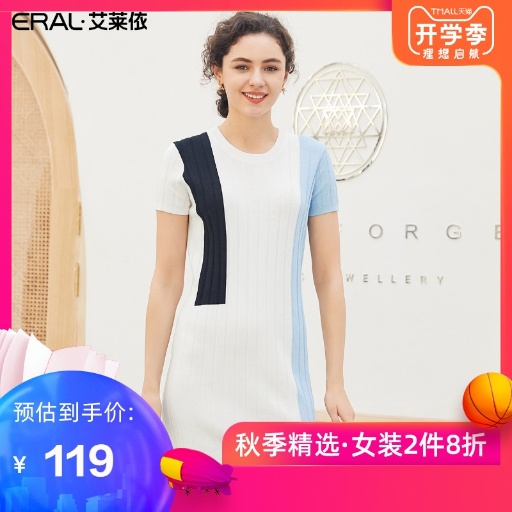 ERAL·艾莱依
TMALL天猫
开学季
理想启航
ORGE
WELLERY
预估到手价：
¥ 119
秋季精选·女装2件8折